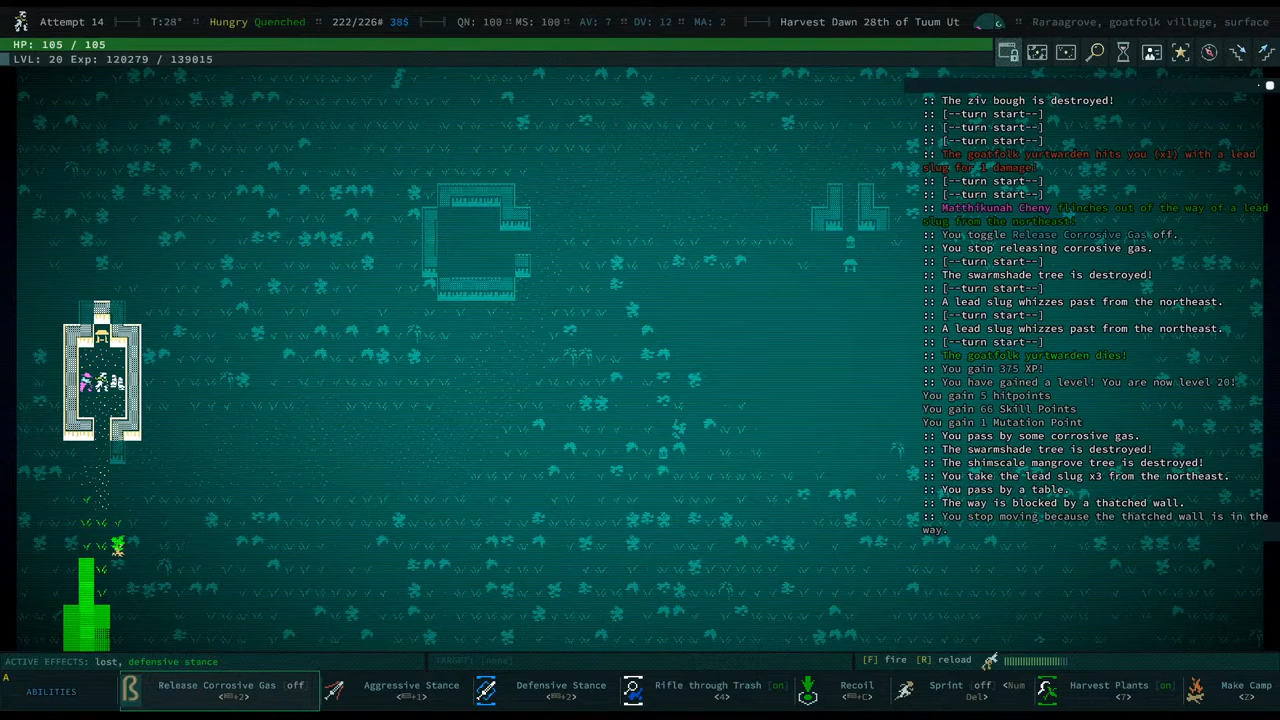 Attempt 14 T:28° :: Hungry Quenched :: 222/226# 38$ QN: 100 :: MS: 100 :: AV: 7 :: DV: 12 :: MA: 2 Harvest Dawn 28th of Tuum Ut :: Raraagrove, goatfolk village, surface
HP: 105 / 105
LVL: 20 Exp: 120279 / 139015
:: The ziv bough is destroyed!
:: [--turn start--]
:: [--turn start--]
:: [--turn start--]
:: The goatfolk yurtwarden hits you (x1) with a lead
slug for 1 damage!
:: [--turn start--]
:: [--turn start--]
:: Matthikunah Cheny flinches out of the way of a lead
slug from the northeast!
:: You toggle Release Corrosive Gas off.
:: You stop releasing corrosive gas.
:: [--turn start--]
:: The swarmshade tree is destroyed!
:: [--turn start--]
:: A lead slug whizzes past from the northeast.
:: [--turn start--]
:: A lead slug whizzes past from the northeast.
:: [--turn start--]
:: The goatfolk yurtwarden dies!
:: You gain 375 XP!
:: You have gained a level! You are now level 20!
You gain 5 hitpoints
You gain 66 Skill Points
You gain 1 Mutation Point
:: You pass by some corrosive gas.
:: The swarmshade tree is destroyed!
:: The shimscale mangrove tree is destroyed!
:: You take the lead slug x3 from the northeast.
:: You pass by a table.
:: The way is blocked by a thatched wall.
:: You stop moving because the thatched wall is in the
way.
ACTIVE EFFECTS: lost, defensive stance
TARGET: [none]
[F] fire [R] reload
A
ABILITIES
Release Corrosive Gas [off]
<+2>
Aggressive Stance
<+1>
Defensive Stance
<+2>
Rifle through Trash [on]
<4>
Recoil
<+C>
Sprint [off] <Num
Del>
Harvest Plants [on]
<7>
Make Camp
<Z>